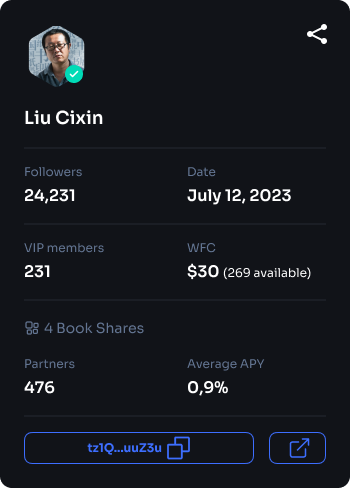 Liu Cixin
Followers
24,231
Date
July 12, 2023
VIP members
231
WFC
$30 (269 available)
4 Book Shares
Partners
476
Average APY
0,9%
tz1Q...uuZ3u